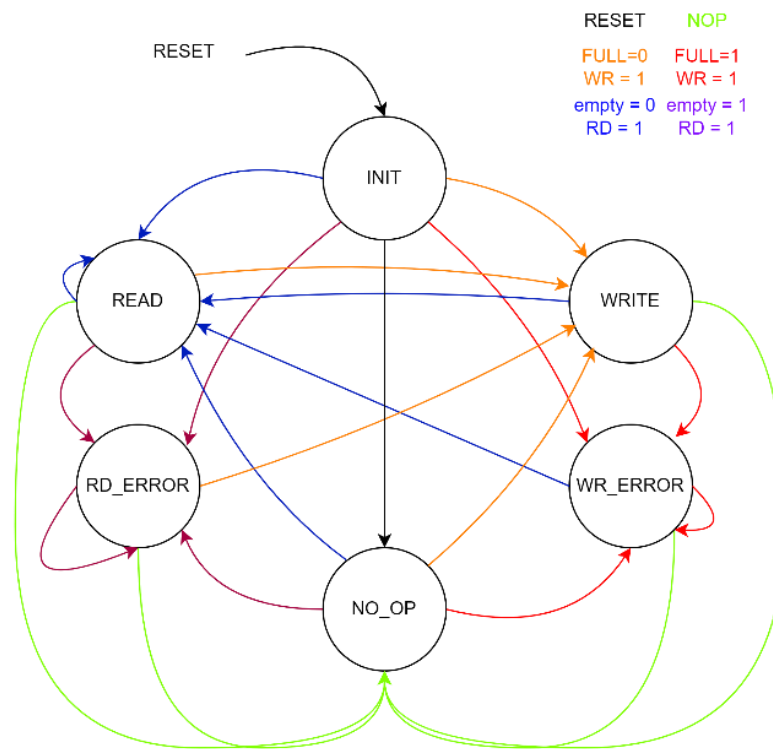 RESET NOP
RESET
FULL=0 FULL=1
WR = 1 WR = 1
empty = 0 empty = 1
RD = 1 RD = 1
INIT
READ
WRITE
RD_ERROR
WR_ERROR
NO_OP